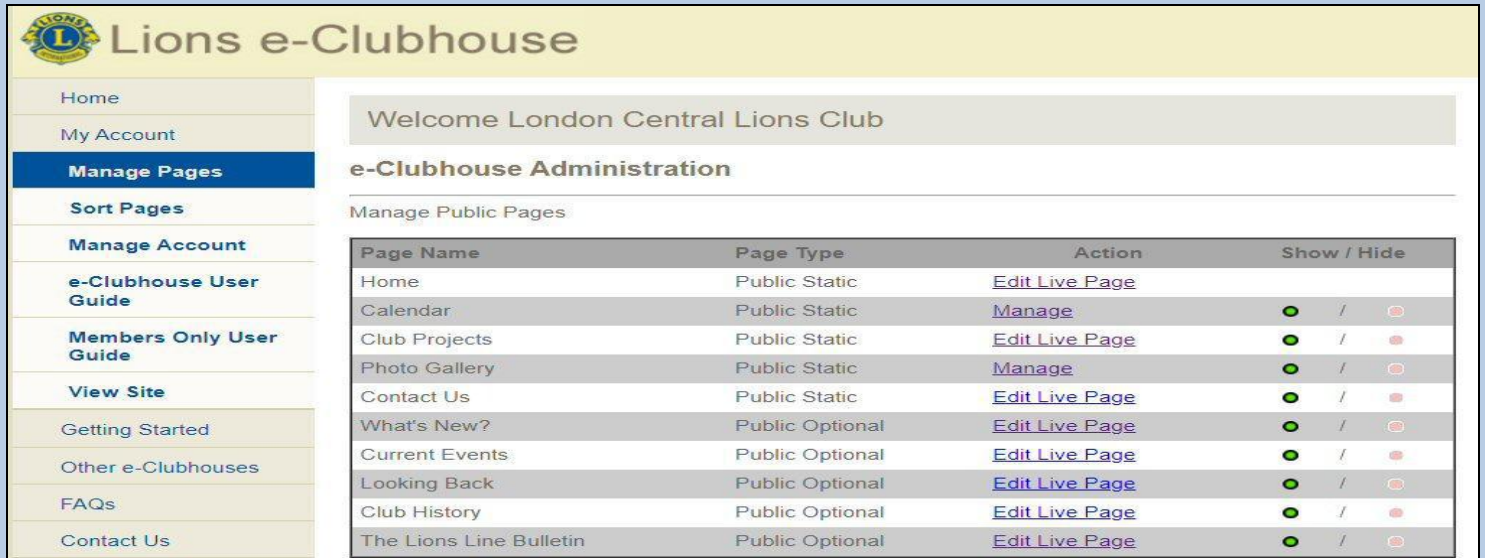 Lions e-Clubhouse
Home
My Account
Manage Pages
Sort Pages
Manage Account
e-Clubhouse User
Guide
Members Only User
Guide
View Site
Getting Started
Other e-Clubhouses
FAQs
Contact Us
Welcome London Central Lions Club
e-Clubhouse Administration
Manage Public Pages
Page Name Page Type Action Show / Hide
Home Public Static Edit Live Page
Calendar Public Static Manage /
Club Projects Public Static Edit Live Page /
Photo Gallery Public Static Manage /
Contact Us Public Static Edit Live Page /
What's New? Public Optional Edit Live Page /
Current Events Public Optional Edit Live Page /
Looking Back Public Optional Edit Live Page /
Club History Public Optional Edit Live Page /
The Lions Line Bulletin Public Optional Edit Live Page /